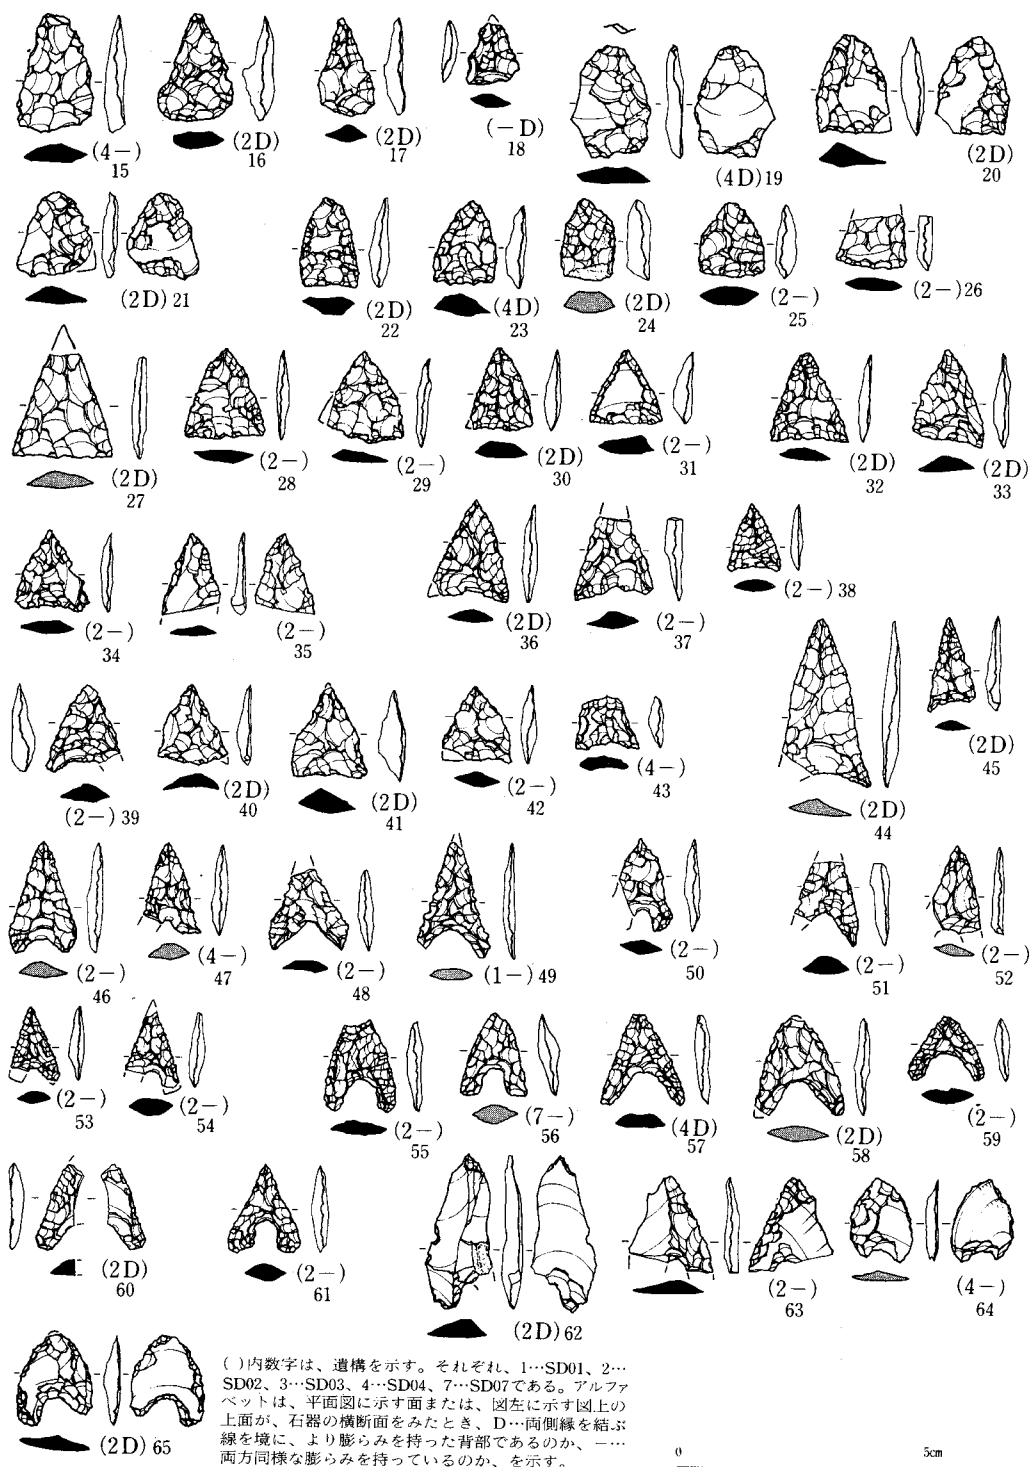 (4−)
15
(2D)
16
(2D)
17
(−D)
18
(4D)19
(2D)
20
(2D) 21
(2D)
22
(4D)
23
(2D)
24
(2−)
25
(2−)26
(2D)
27
(2−)
28
(2−)
29
(2D)
30
(2−)
31
(2D)
32
(2D)
33
(2−)
34
(2−)
35
(2D)
36
(2−)
37
(2−)38
(2−)39
(2D)
40
(2D)
41
(2−)
42
(4−)
43
(2D)
44
(2D)
45
(2−)
46
(4−)
47
(2−)
48
(1−)49
(2−)
50
(2−)
51
(2−)
52
(2−)
53
(2−)
54
(2−)
55
(7−)
56
(4D)
57
(2D)
58
(2−)
59
(2D)
60
(2−)
61
(2D)62
(2−)
63
(4−)
64
(2D)65
( )内数字は、遺構を示す。それぞれ、1…SD01、2…
SD02、3…SD03、4…SD04、7…SD07である。アルファ
ベットは、平面図に示す面または、図左に示す図上の
上面が、石器の横断面をみたとき、D…両側縁を結ぶ
線を境に、より膨らみを持った背部であるのか、−…
両方同様な膨らみを持っているのか、を示す。
0 5cm